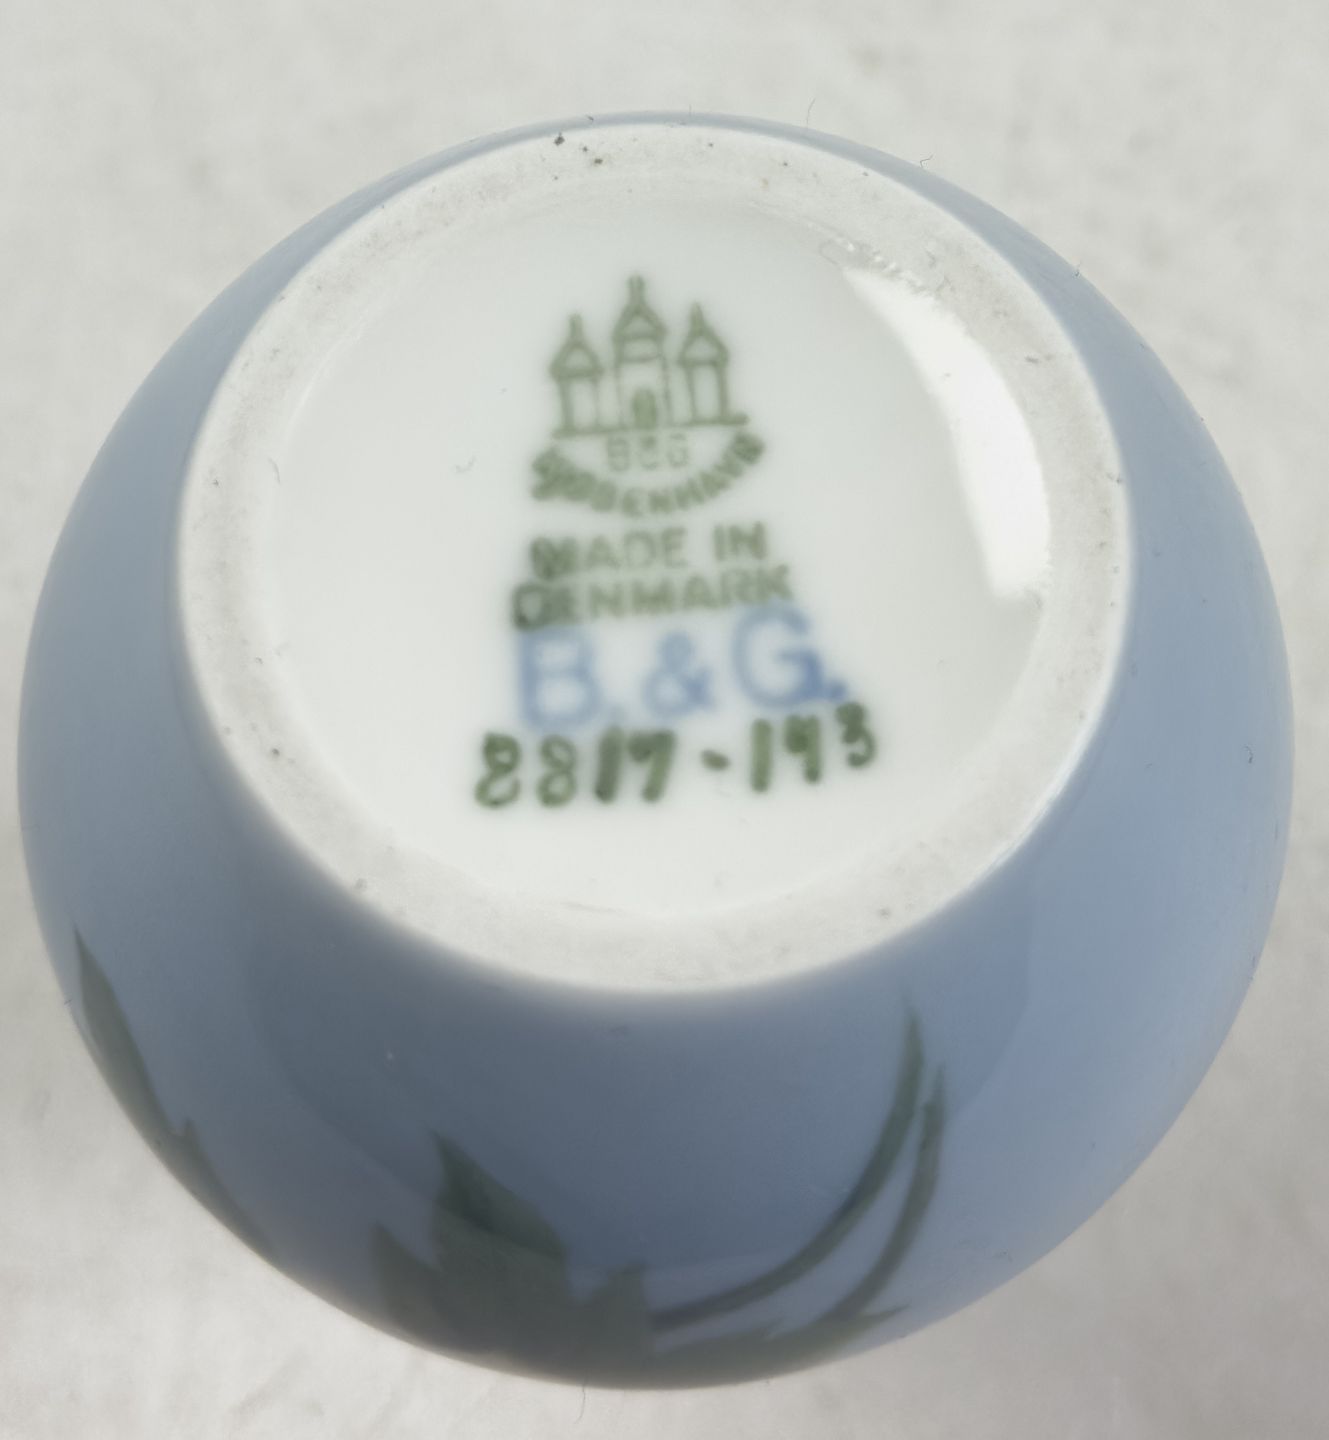 B&G
KJØBENHAVN
MADE IN
DENMARK
B. & G.
8817-193